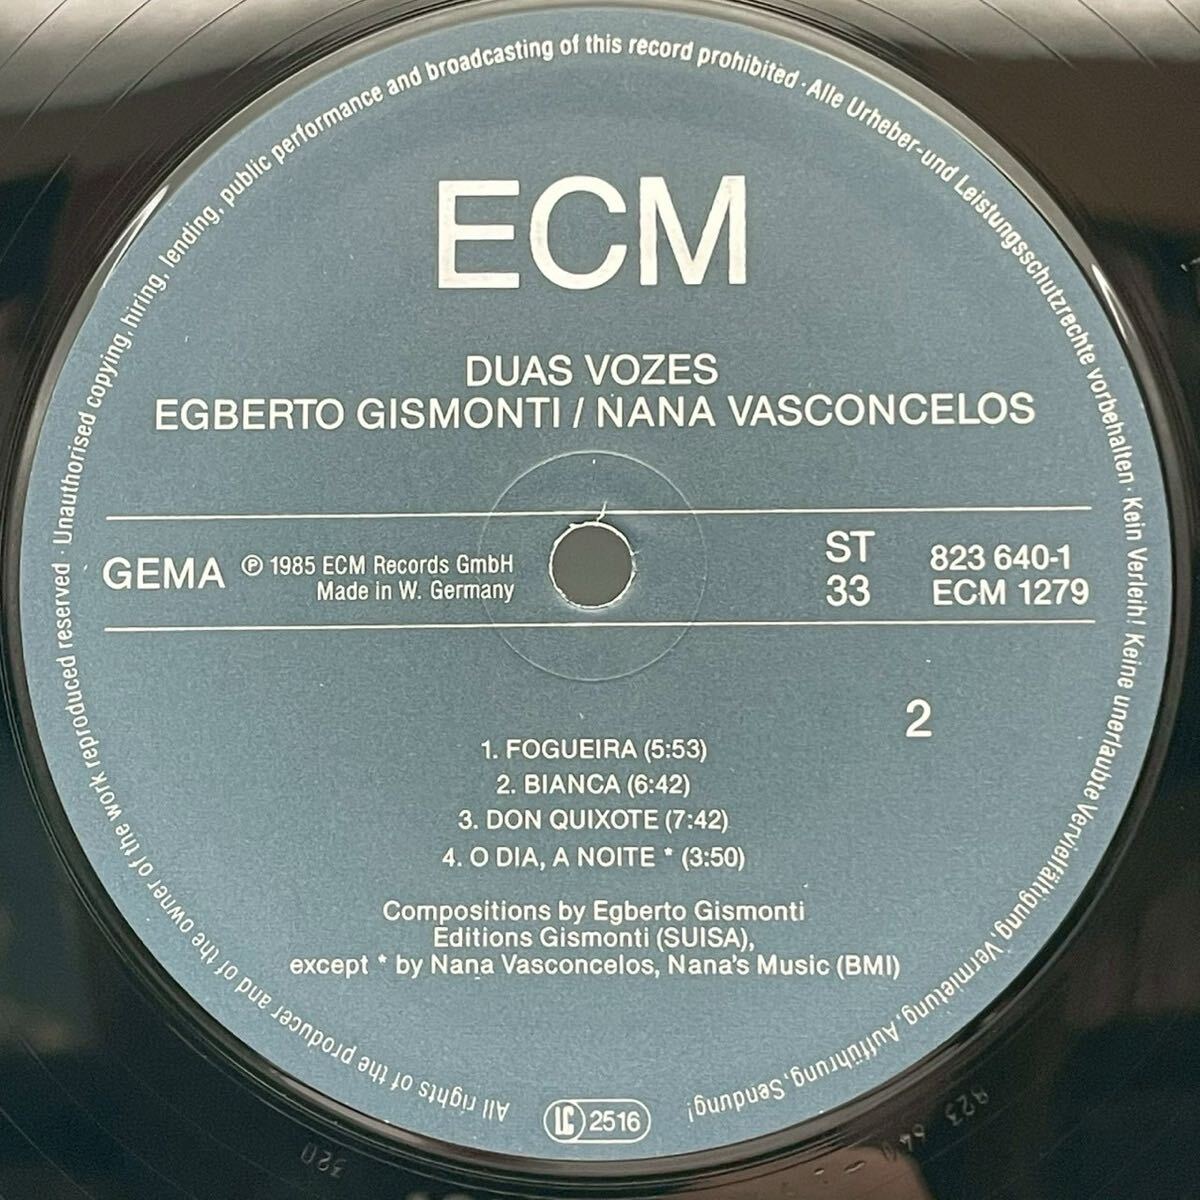 ECM
DUAS VOZES
EGBERTO GISMONTI / NANA VASCONCELOS
GEMA
℗ 1985 ECM Records GmbH
Made in W. Germany
ST
33
823 640-1
ECM 1279
2
1. FOGUEIRA (5:53)
2. BIANCA (6:42)
3. DON QUIXOTE (7:42)
4. O DIA, A NOITE * (3:50)
Compositions by Egberto Gismonti
Editions Gismonti (SUISA),
except * by Nana Vasconcelos, Nana's Music (BMI)
All rights of the producer and of the owner of the work reproduced reserved · Unauthorised copying, hiring, lending, public performance and broadcasting of this record prohibited · Alle Urheber-und Leistungsschutzrechte vorbehalten · Kein Verleih! Keine unerlaubte Vervielfältigung, Vermietung, Aufführung, Sendung!
LC 2516
320